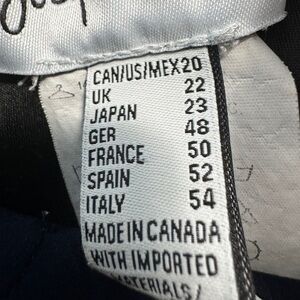 CAN/US/MEX20
UK 22
JAPAN 23
GER 48
FRANCE 50
SPAIN 52
ITALY 54
MADE IN CANADA
WITH IMPORTED
MATERIALS/